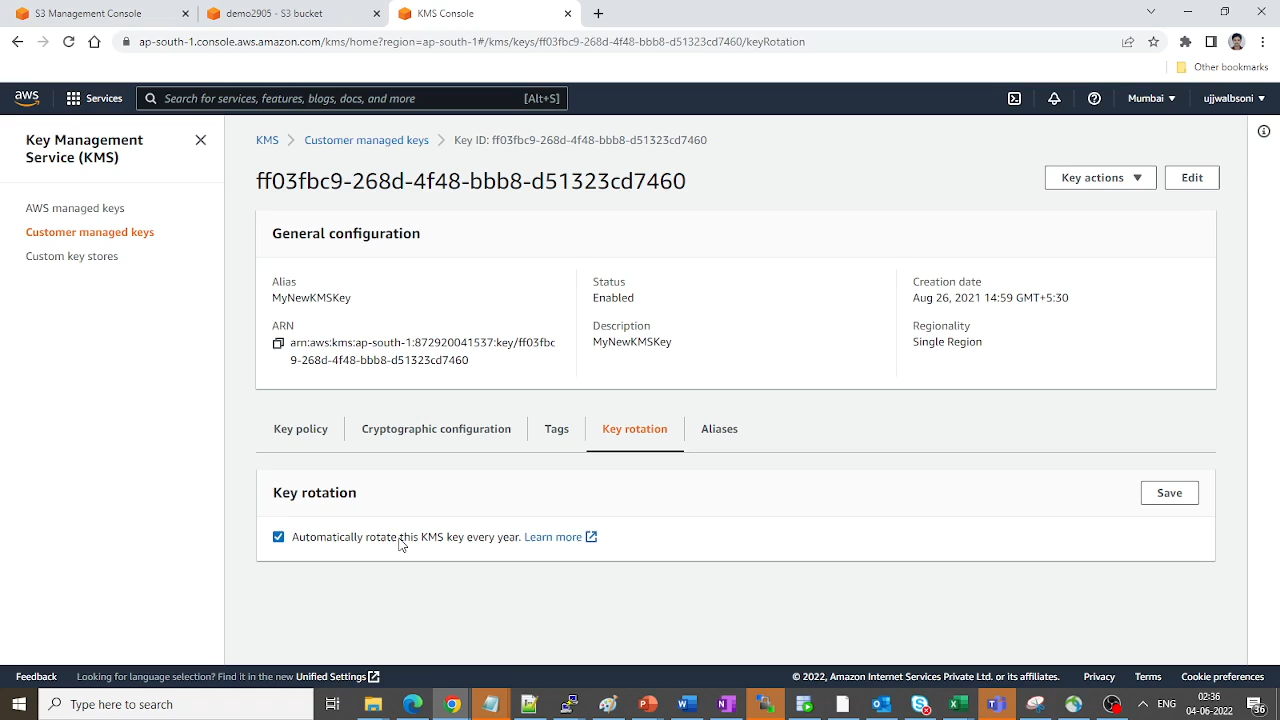 S3 Management Console
demo2905 - S3 bucket
KMS Console
ap-south-1.console.aws.amazon.com/kms/home?region=ap-south-1#/kms/keys/ff03fbc9-268d-4f48-bbb8-d51323cd7460/keyRotation
Other bookmarks
aws
Services
Search for services, features, blogs, docs, and more
[Alt+S]
Mumbai
ujjwalbsoni
Key Management
Service (KMS)
AWS managed keys
Customer managed keys
Custom key stores
KMS
Customer managed keys
Key ID: ff03fbc9-268d-4f48-bbb8-d51323cd7460
ff03fbc9-268d-4f48-bbb8-d51323cd7460
Key actions
Edit
General configuration
Alias
MyNewKMSKey
ARN
arn:aws:kms:ap-south-1:872920041537:key/ff03fbc
9-268d-4f48-bbb8-d51323cd7460
Status
Enabled
Description
MyNewKMSKey
Creation date
Aug 26, 2021 14:59 GMT+5:30
Regionality
Single Region
Key policy
Cryptographic configuration
Tags
Key rotation
Aliases
Key rotation
Save
Automatically rotate this KMS key every year. Learn more
Feedback
Looking for language selection? Find it in the new Unified Settings
© 2022, Amazon Internet Services Private Ltd. or its affiliates.
Privacy
Terms
Cookie preferences
Type here to search
ENG
02:36
04-06-2022